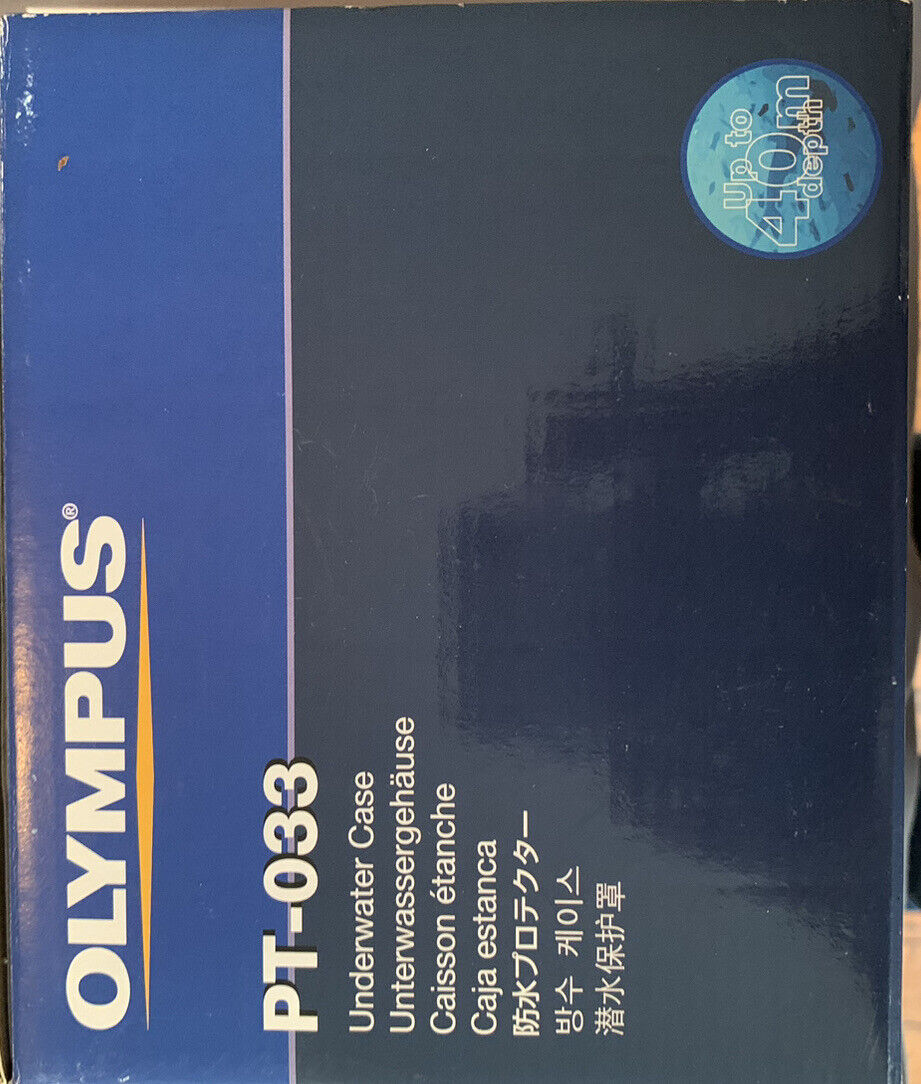 OLYMPUS®
PT-033
Underwater Case
Unterwassergehäuse
Caisson étanche
Caja estanca
防水プロテクター
방수 케이스
潜水保护罩
Up to
40m
depth